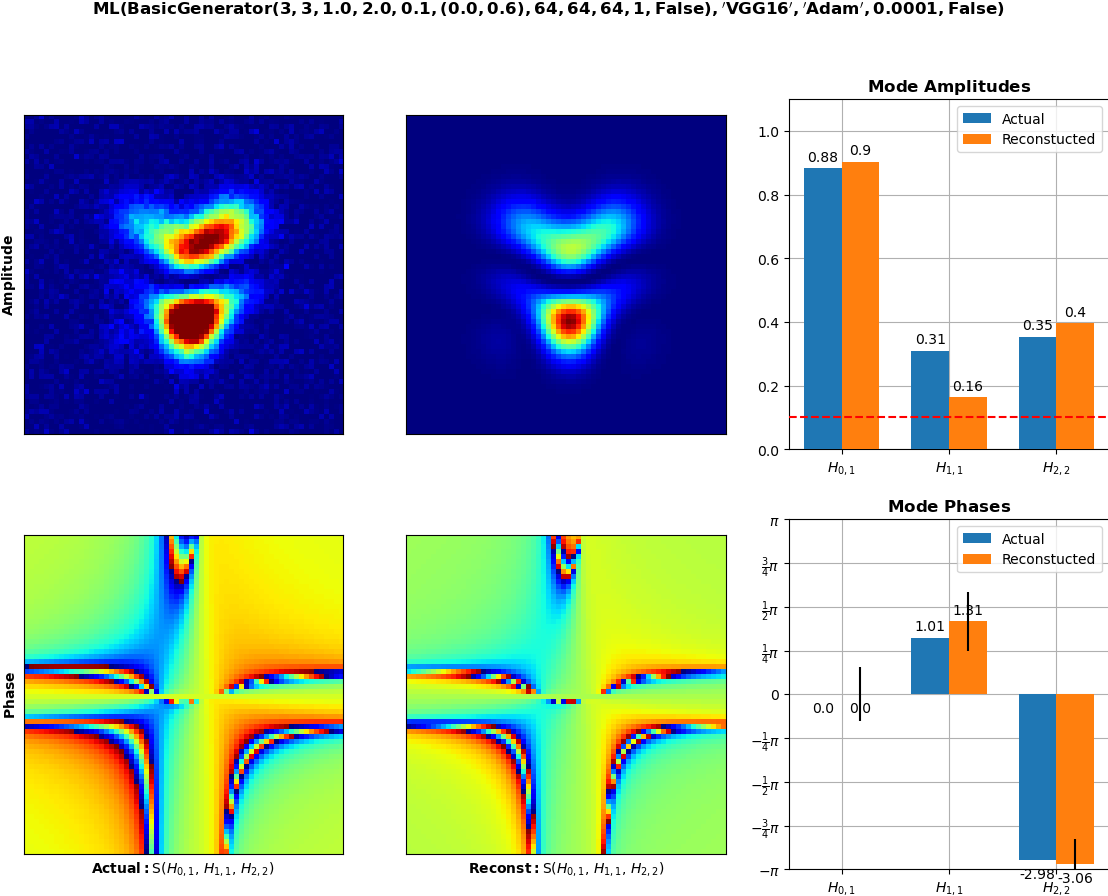 ML(BasicGenerator(3, 3, 1.0, 2.0, 0.1, (0.0, 0.6), 64, 64, 64, 1, False), ′VGG16′, ′Adam′, 0.0001, False)
Amplitude
Mode Amplitudes
Actual
Reconstucted
1.0
0.8
0.6
0.4
0.2
0.0
0.88
0.9
0.31
0.16
0.35
0.4
H0,1
H1,1
H2,2
Phase
Actual: S(H0,1, H1,1, H2,2)
Reconst: S(H0,1, H1,1, H2,2)
Mode Phases
Actual
Reconstucted
π
3/4π
1/2π
1/4π
0
−1/4π
−1/2π
−3/4π
−π
0.0
0.0
1.01
1.31
-2.98
-3.06
H0,1
H1,1
H2,2